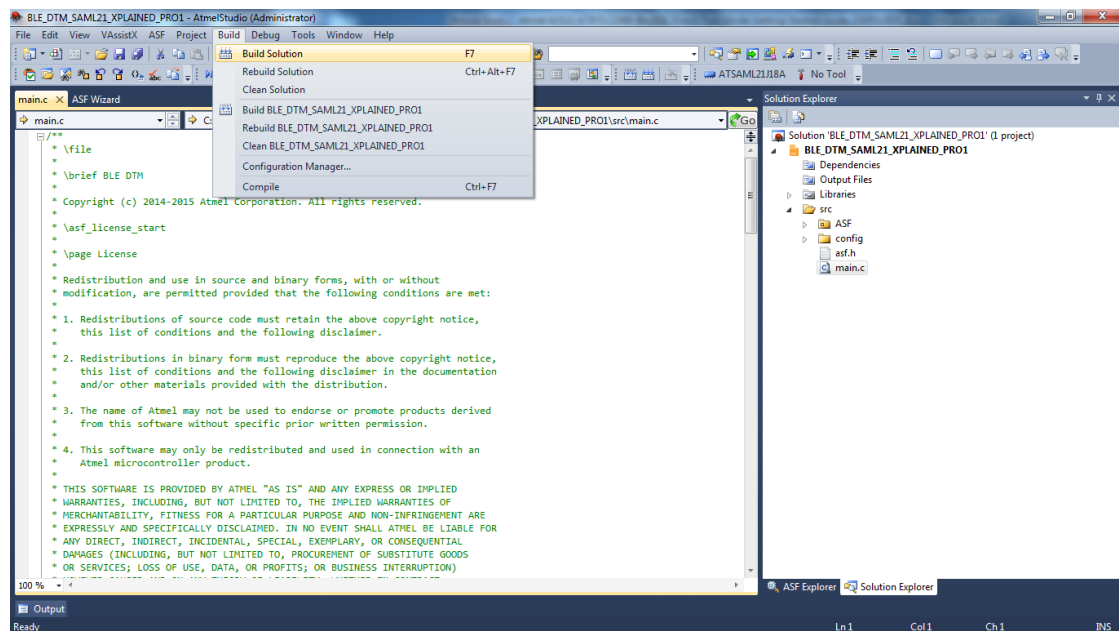 BLE_DTM_SAML21_XPLAINED_PRO1 - AtmelStudio (Administrator)
File Edit View VAssistX ASF Project Build Debug Tools Window Help
Build Solution F7
Rebuild Solution Ctrl+Alt+F7
Clean Solution
Build BLE_DTM_SAML21_XPLAINED_PRO1
Rebuild BLE_DTM_SAML21_XPLAINED_PRO1
Clean BLE_DTM_SAML21_XPLAINED_PRO1
Configuration Manager...
Compile Ctrl+F7
ATSAML21J18A No Tool
main.c ASF Wizard
main.c C: _XPLAINED_PRO1\src\main.c Go
/**
* \file
*
* \brief BLE DTM
*
* Copyright (c) 2014-2015 Atmel Corporation. All rights reserved.
*
* \asf_license_start
*
* \page License
*
* Redistribution and use in source and binary forms, with or without
* modification, are permitted provided that the following conditions are met:
*
* 1. Redistributions of source code must retain the above copyright notice,
* this list of conditions and the following disclaimer.
*
* 2. Redistributions in binary form must reproduce the above copyright notice,
* this list of conditions and the following disclaimer in the documentation
* and/or other materials provided with the distribution.
*
* 3. The name of Atmel may not be used to endorse or promote products derived
* from this software without specific prior written permission.
*
* 4. This software may only be redistributed and used in connection with an
* Atmel microcontroller product.
*
* THIS SOFTWARE IS PROVIDED BY ATMEL "AS IS" AND ANY EXPRESS OR IMPLIED
* WARRANTIES, INCLUDING, BUT NOT LIMITED TO, THE IMPLIED WARRANTIES OF
* MERCHANTABILITY, FITNESS FOR A PARTICULAR PURPOSE AND NON-INFRINGEMENT ARE
* EXPRESSLY AND SPECIFICALLY DISCLAIMED. IN NO EVENT SHALL ATMEL BE LIABLE FOR
* ANY DIRECT, INDIRECT, INCIDENTAL, SPECIAL, EXEMPLARY, OR CONSEQUENTIAL
* DAMAGES (INCLUDING, BUT NOT LIMITED TO, PROCUREMENT OF SUBSTITUTE GOODS
* OR SERVICES; LOSS OF USE, DATA, OR PROFITS; OR BUSINESS INTERRUPTION)
100 %
Solution Explorer
Solution 'BLE_DTM_SAML21_XPLAINED_PRO1' (1 project)
BLE_DTM_SAML21_XPLAINED_PRO1
Dependencies
Output Files
Libraries
src
ASF
config
asf.h
main.c
ASF Explorer Solution Explorer
Output
Ready Ln 1 Col 1 Ch 1 INS